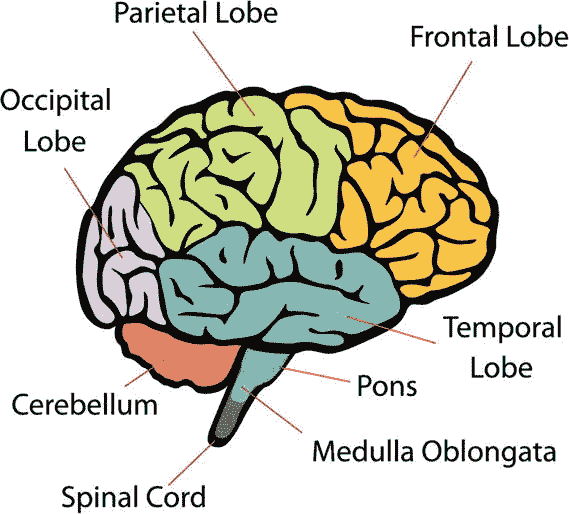 Parietal Lobe
Frontal Lobe
Occipital
Lobe
Temporal
Lobe
Pons
Cerebellum
Medulla Oblongata
Spinal Cord